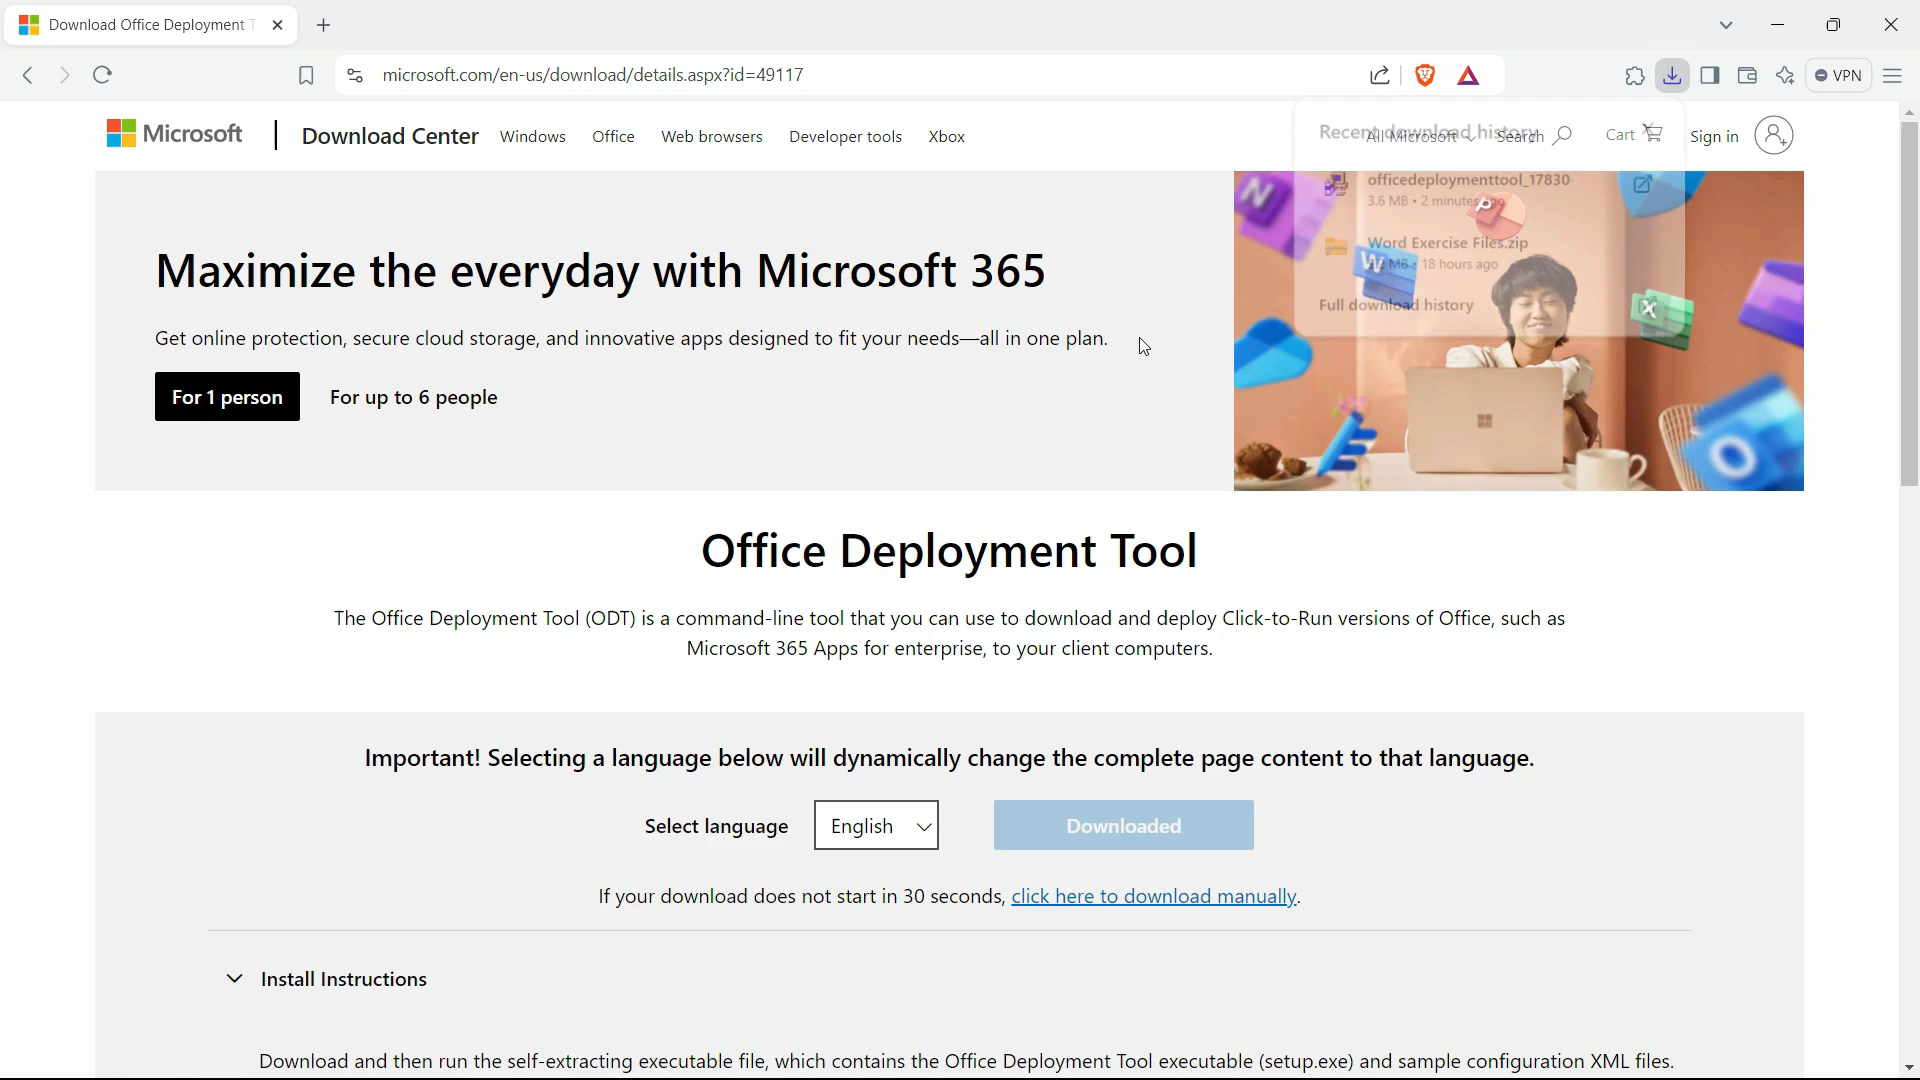 Download Office Deployment T
microsoft.com/en-us/download/details.aspx?id=49117
VPN
Microsoft
Download Center
Windows
Office
Web browsers
Developer tools
Xbox
All Microsoft
Search
Cart
Sign in
Recent download history
officedeploymenttool_17830
3.6 MB • 2 minutes ago
Word Exercise Files.zip
MB • 18 hours ago
Full download history
Maximize the everyday with Microsoft 365
Get online protection, secure cloud storage, and innovative apps designed to fit your needs—all in one plan.
For 1 person
For up to 6 people
Office Deployment Tool
The Office Deployment Tool (ODT) is a command-line tool that you can use to download and deploy Click-to-Run versions of Office, such as
Microsoft 365 Apps for enterprise, to your client computers.
Important! Selecting a language below will dynamically change the complete page content to that language.
Select language
English
Downloaded
If your download does not start in 30 seconds, click here to download manually.
Install Instructions
Download and then run the self-extracting executable file, which contains the Office Deployment Tool executable (setup.exe) and sample configuration XML files.